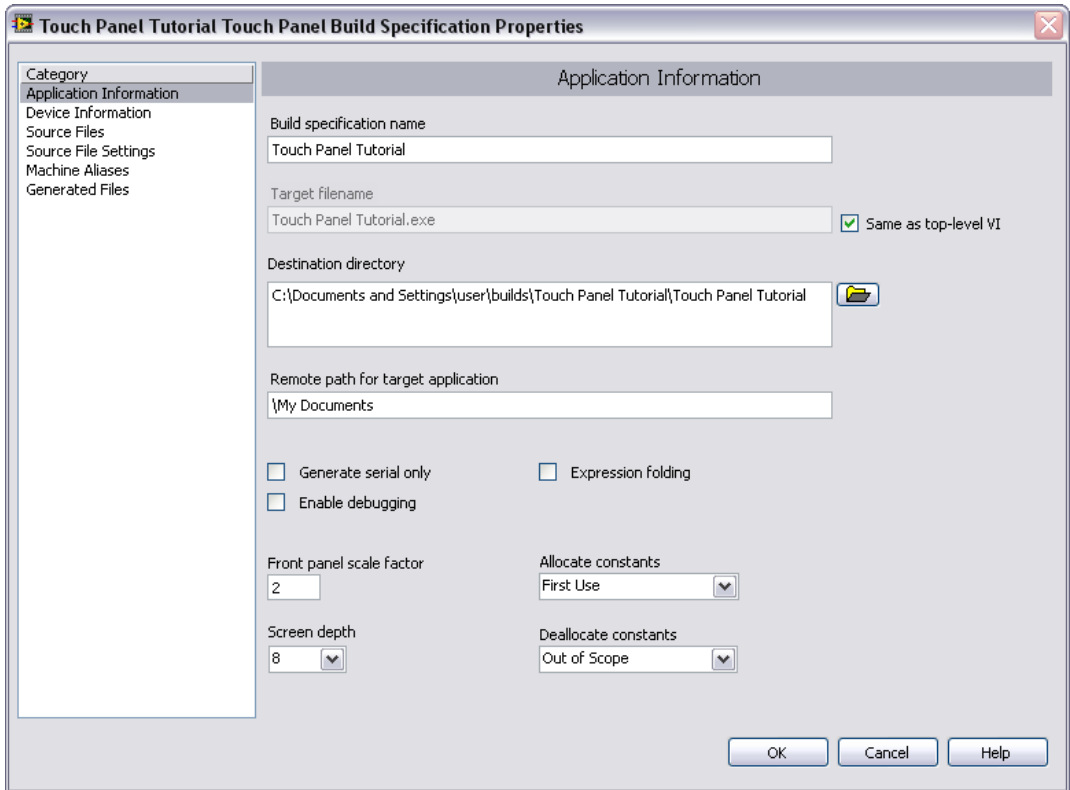 Touch Panel Tutorial Touch Panel Build Specification Properties
Category
Application Information
Device Information
Source Files
Source File Settings
Machine Aliases
Generated Files
Application Information
Build specification name
Touch Panel Tutorial
Target filename
Touch Panel Tutorial.exe
Same as top-level VI
Destination directory
C:\Documents and Settings\user\builds\Touch Panel Tutorial\Touch Panel Tutorial
Remote path for target application
\My Documents
Generate serial only
Expression folding
Enable debugging
Front panel scale factor
2
Allocate constants
First Use
Screen depth
8
Deallocate constants
Out of Scope
OK
Cancel
Help